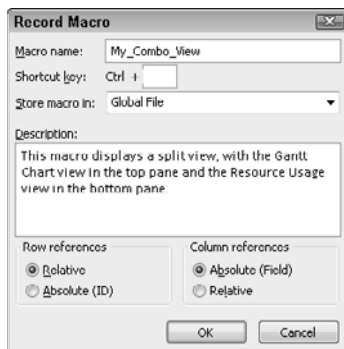 Record Macro
Macro name: My_Combo_View
Shortcut key: Ctrl +
Store macro in: Global File
Description:
This macro displays a split view, with the Gantt
Chart view in the top pane and the Resource Usage
view in the bottom pane.
Row references Column references
Relative Absolute (Field)
Absolute (ID) Relative
OK Cancel